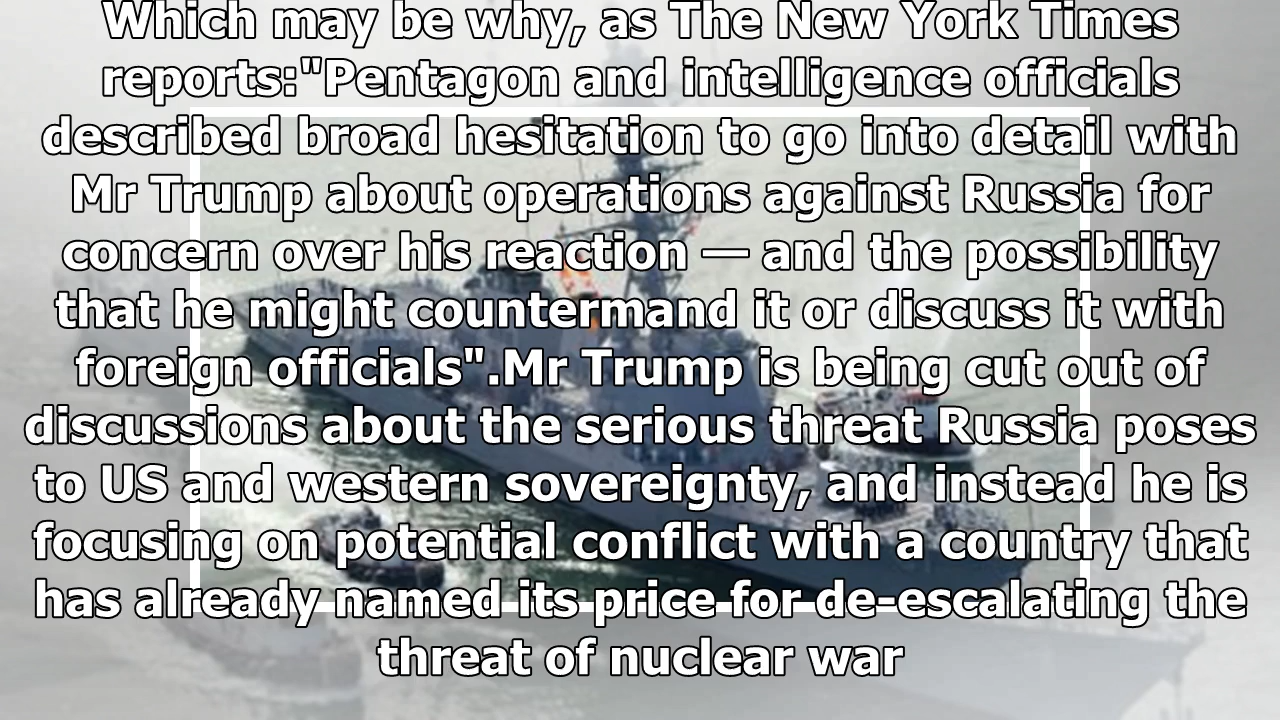 Which may be why, as The New York Times
reports:"Pentagon and intelligence officials
described broad hesitation to go into detail with
Mr Trump about operations against Russia for
concern over his reaction — and the possibility
that he might countermand it or discuss it with
foreign officials".Mr Trump is being cut out of
discussions about the serious threat Russia poses
to US and western sovereignty, and instead he is
focusing on potential conflict with a country that
has already named its price for de-escalating the
threat of nuclear war